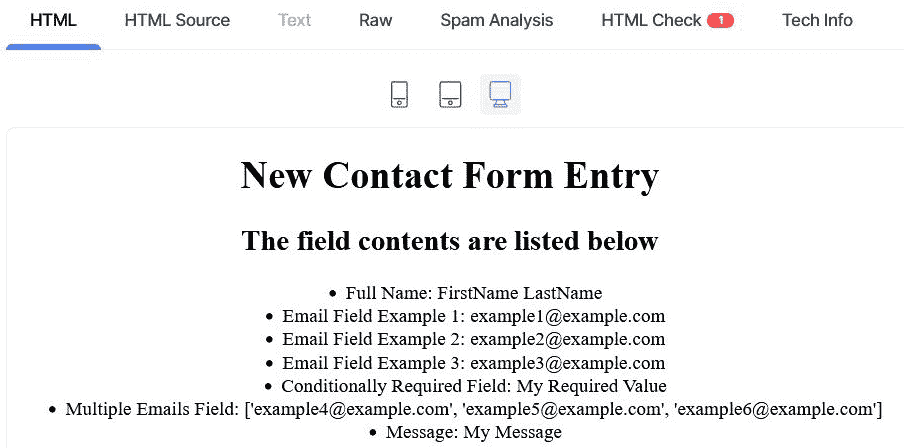 HTML HTML Source Text Raw Spam Analysis HTML Check 1 Tech Info
New Contact Form Entry
The field contents are listed below
• Full Name: FirstName LastName
• Email Field Example 1: example1@example.com
• Email Field Example 2: example2@example.com
• Email Field Example 3: example3@example.com
• Conditionally Required Field: My Required Value
• Multiple Emails Field: ['example4@example.com', 'example5@example.com', 'example6@example.com']
• Message: My Message